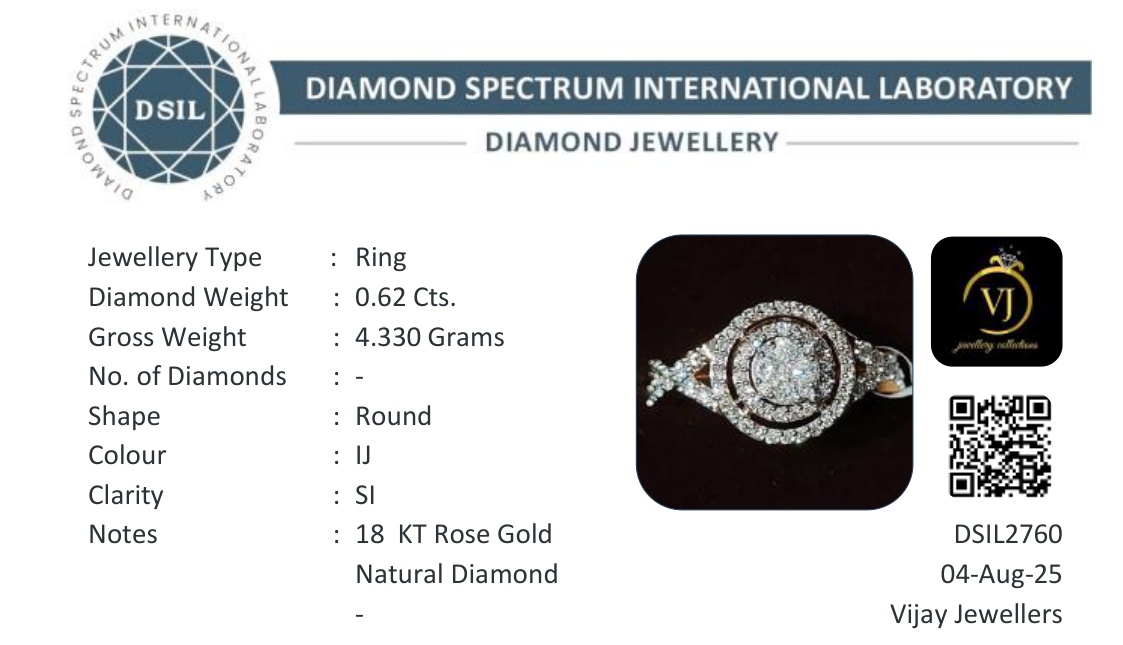 DIAMOND SPECTRUM INTERNATIONAL LABORATORY
DSIL
DIAMOND SPECTRUM INTERNATIONAL LABORATORY
DIAMOND JEWELLERY
Jewellery Type : Ring
Diamond Weight : 0.62 Cts.
Gross Weight : 4.330 Grams
No. of Diamonds : -
Shape : Round
Colour : IJ
Clarity : SI
Notes : 18 KT Rose Gold
Natural Diamond
-
VJ
jewellery collections
DSIL2760
04-Aug-25
Vijay Jewellers